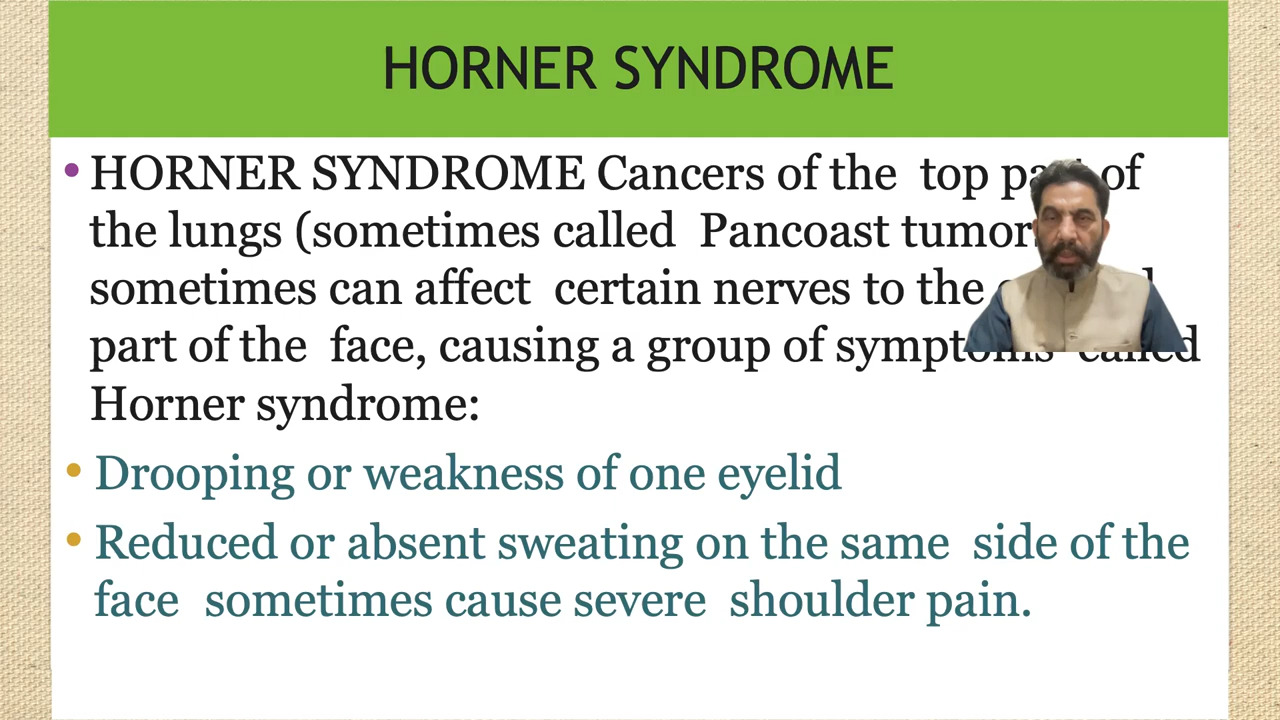 HORNER SYNDROME
• HORNER SYNDROME Cancers of the top part of
the lungs (sometimes called Pancoast tumor
sometimes can affect certain nerves to the
part of the face, causing a group of symptoms called
Horner syndrome:
• Drooping or weakness of one eyelid
• Reduced or absent sweating on the same side of the
face sometimes cause severe shoulder pain.